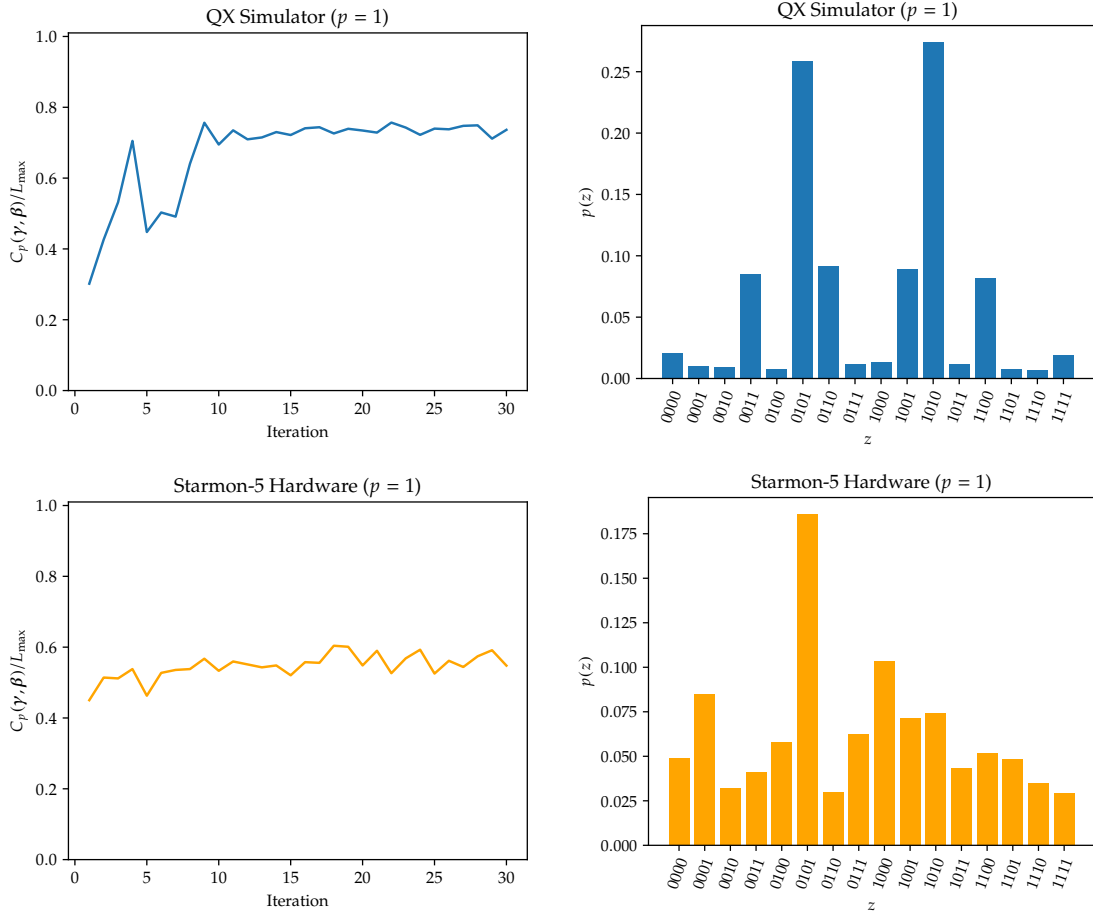 QX Simulator (p = 1)
C_p(γ, β)/L_max
1.0
0.8
0.6
0.4
0.2
0.0
0 5 10 15 20 25 30
Iteration
QX Simulator (p = 1)
p(z)
0.25
0.20
0.15
0.10
0.05
0.00
0000 0001 0010 0011 0100 0101 0110 0111 1000 1001 1010 1011 1100 1101 1110 1111
z
Starmon-5 Hardware (p = 1)
C_p(γ, β)/L_max
1.0
0.8
0.6
0.4
0.2
0.0
0 5 10 15 20 25 30
Iteration
Starmon-5 Hardware (p = 1)
p(z)
0.175
0.150
0.125
0.100
0.075
0.050
0.025
0.000
0000 0001 0010 0011 0100 0101 0110 0111 1000 1001 1010 1011 1100 1101 1110 1111
z